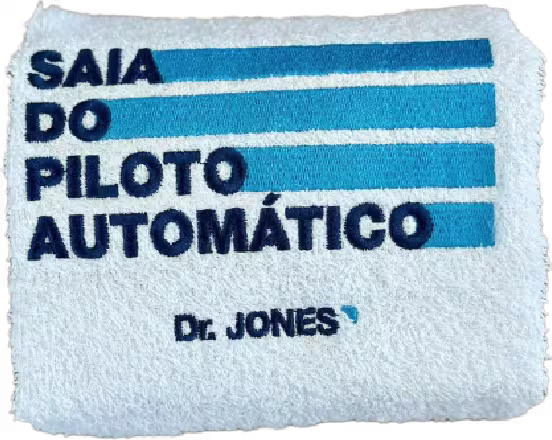 SAIA
DO
PILOTO
AUTOMÁTICO
Dr. JONES